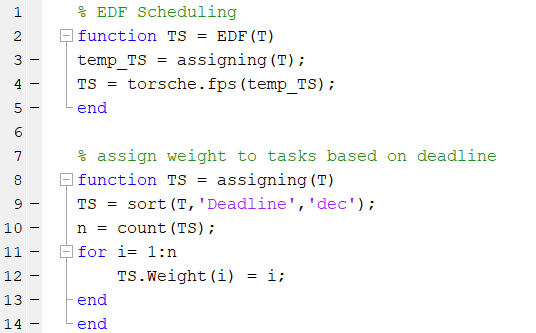 1 % EDF Scheduling
2 function TS = EDF(T)
3 temp_TS = assigning(T);
4 TS = torsche.fps(temp_TS);
5 end
6
7 % assign weight to tasks based on deadline
8 function TS = assigning(T)
9 TS = sort(T,'Deadline','dec');
10 n = count(TS);
11 for i= 1:n
12 TS.Weight(i) = i;
13 end
14 end